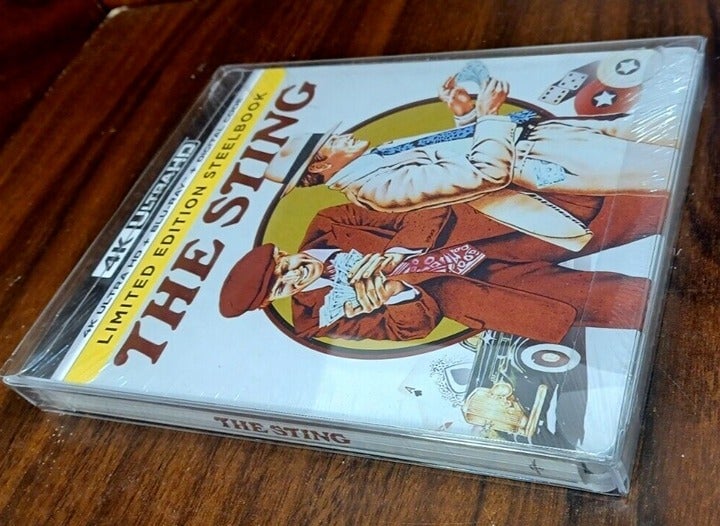 4K ULTRA HD
4K ULTRA HD + BLU-RAY + DIGITAL CODE
LIMITED EDITION STEELBOOK
THE STING
THE STING